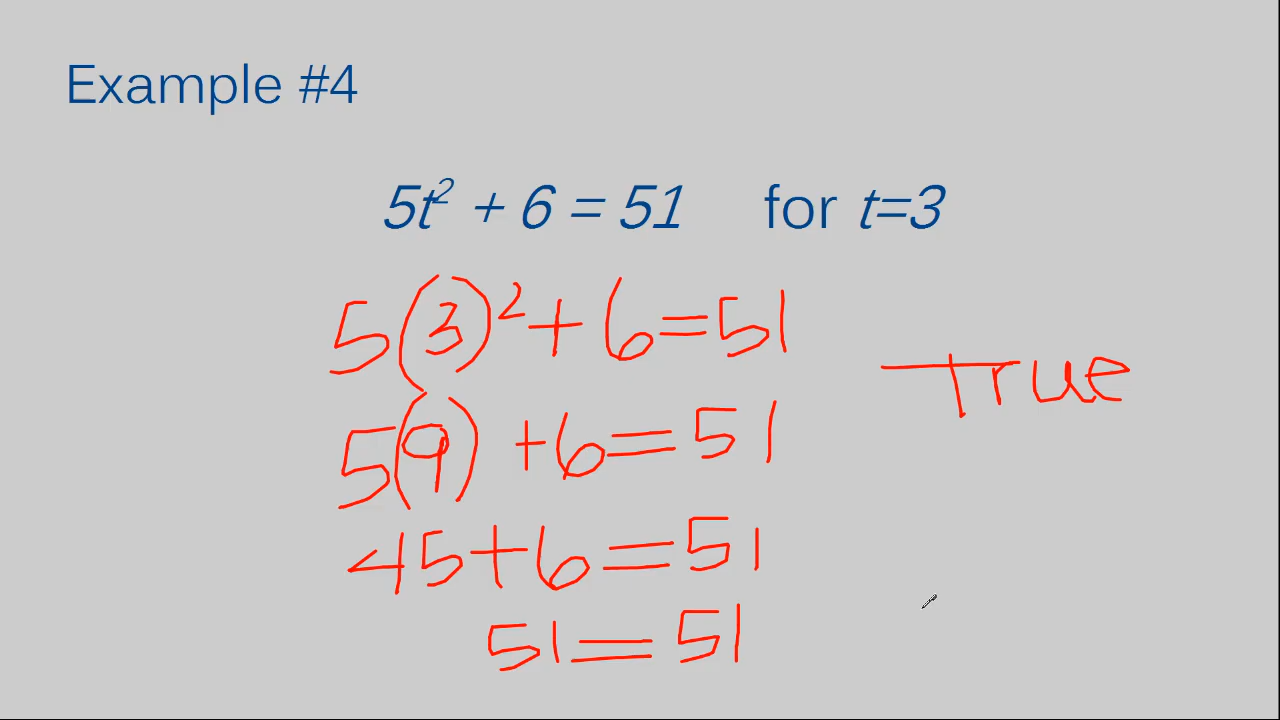 Example #4
5t² + 6 = 51 for t=3
5(3)² + 6 = 51
True
5(9) + 6 = 51
45 + 6 = 51
51 = 51